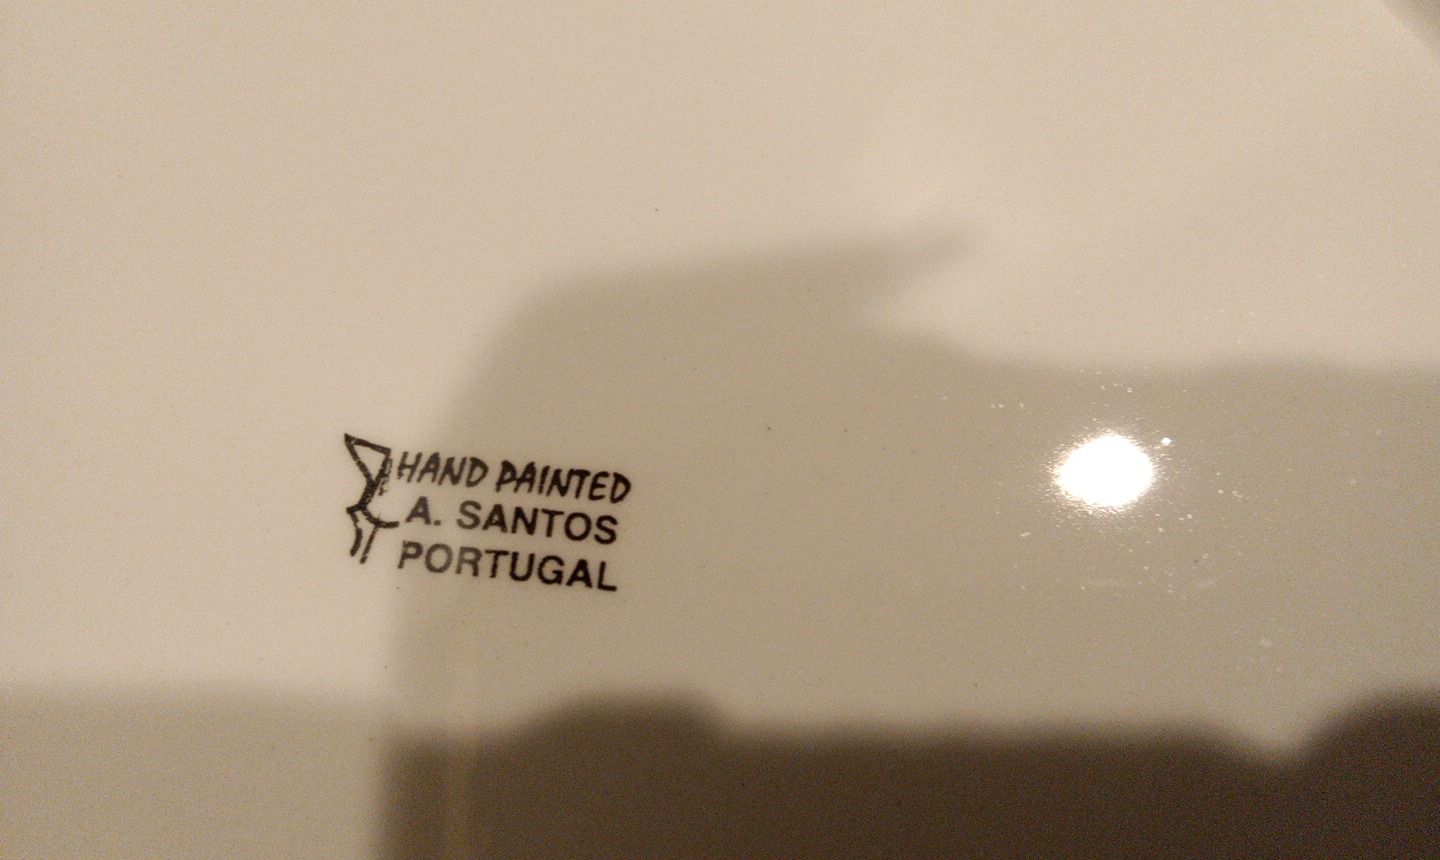 HAND PAINTED
A. SANTOS
PORTUGAL